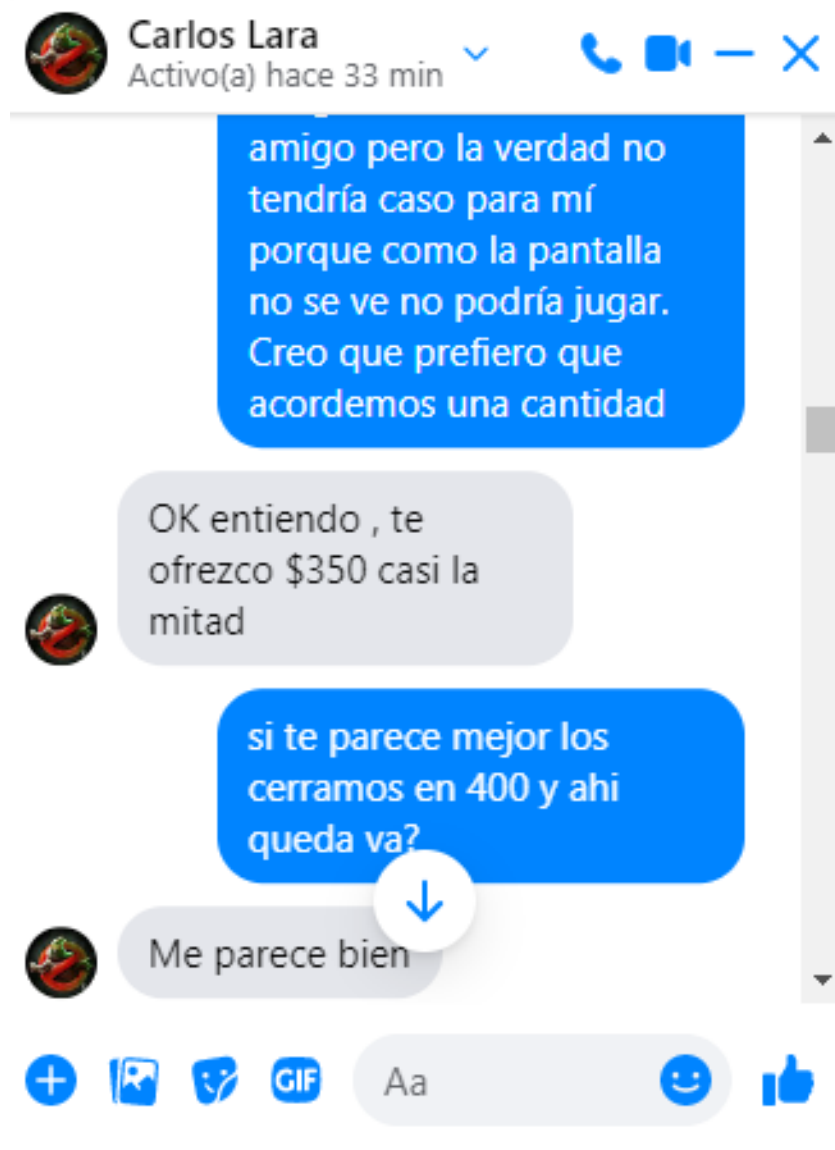 Carlos Lara
Activo(a) hace 33 min
amigo pero la verdad no
tendría caso para mí
porque como la pantalla
no se ve no podría jugar.
Creo que prefiero que
acordemos una cantidad
OK entiendo , te
ofrezco $350 casi la
mitad
si te parece mejor los
cerramos en 400 y ahi
queda va?
Me parece bien
GIF
Aa